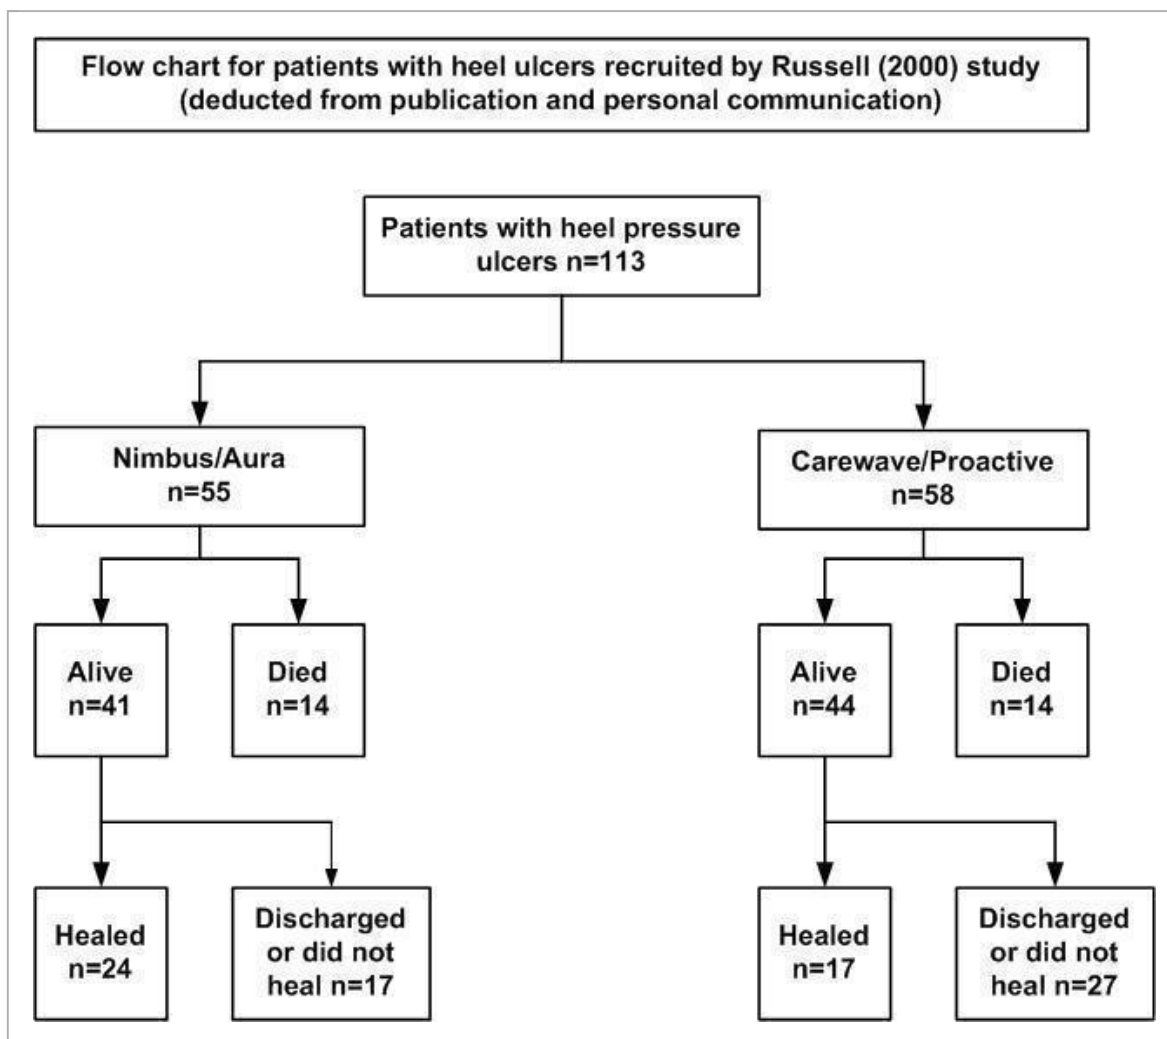 Flow chart for patients with heel ulcers recruited by Russell (2000) study
(deducted from publication and personal communication)
Patients with heel pressure
ulcers n=113
Nimbus/Aura
n=55
Carewave/Proactive
n=58
Alive
n=41
Died
n=14
Alive
n=44
Died
n=14
Healed
n=24
Discharged
or did not
heal n=17
Healed
n=17
Discharged
or did not
heal n=27